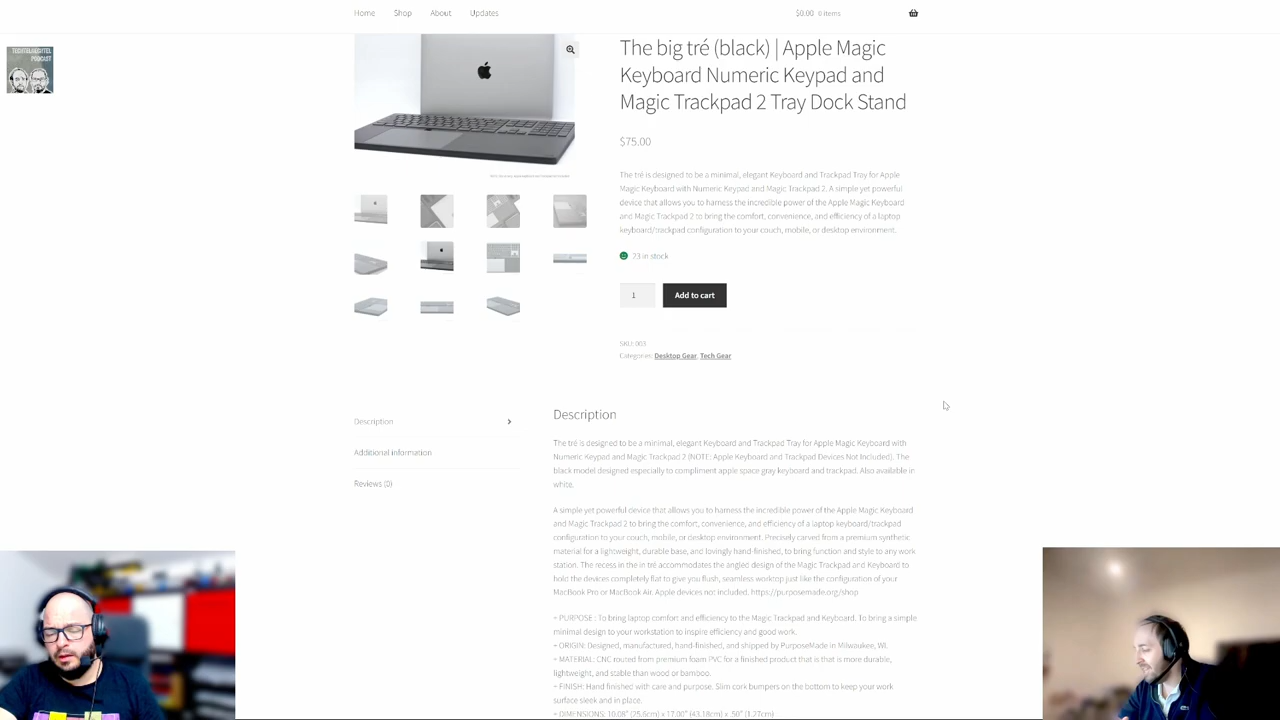 Home Shop About Updates
$0.00 0 items
TECHTELMECHTEL
PODCAST
The big tré (black) | Apple Magic
Keyboard Numeric Keypad and
Magic Trackpad 2 Tray Dock Stand
$75.00
The tré is designed to be a minimal, elegant Keyboard and Trackpad Tray for Apple
Magic Keyboard with Numeric Keypad and Magic Trackpad 2. A simple yet powerful
device that allows you to harness the incredible power of the Apple Magic Keyboard
and Magic Trackpad 2 to bring the comfort, convenience, and efficiency of a laptop
keyboard/trackpad configuration to your couch, mobile, or desktop environment.
23 in stock
1
Add to cart
SKU: 003
Categories: Desktop Gear, Tech Gear
Description
Additional information
Reviews (0)
Description
The tré is designed to be a minimal, elegant Keyboard and Trackpad Tray for Apple Magic Keyboard with
Numeric Keypad and Magic Trackpad 2 (NOTE: Apple Keyboard and Trackpad Devices Not Included). The
black model designed especially to compliment apple space gray keyboard and trackpad. Also available in
white.
A simple yet powerful device that allows you to harness the incredible power of the Apple Magic Keyboard
and Magic Trackpad 2 to bring the comfort, convenience, and efficiency of a laptop keyboard/trackpad
configuration to your couch, mobile, or desktop environment. Precisely carved from a premium synthetic
material for a lightweight, durable base, and lovingly hand-finished, to bring function and style to any work
station. The recess in the in tré accommodates the angled design of the Magic Trackpad and Keyboard to
hold the devices completely flat to give you flush, seamless worktop just like the configuration of your
MacBook Pro or MacBook Air. Apple devices not included. https://purposemade.org/shop
~ PURPOSE : To bring laptop comfort and efficiency to the Magic Trackpad and Keyboard. To bring a simple
minimal design to your workstation to inspire efficiency and good work.
~ ORIGIN: Designed, manufactured, hand-finished, and shipped by PurposeMade in Milwaukee, WI.
~ MATERIAL: CNC routed from premium foam PVC for a finished product that is that is more durable,
lightweight, and stable than wood or bamboo.
~ FINISH: Hand finished with care and purpose. Slim cork bumpers on the bottom to keep your work
surface sleek and in place.
~ DIMENSIONS: 10.08" (25.6cm) x 17.00" (43.18cm) x .50" (1.27cm)